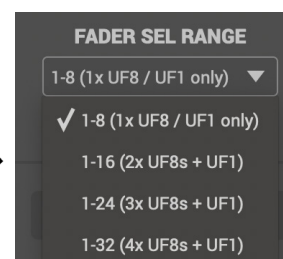 FADER SEL RANGE
1-8 (1x UF8 / UF1 only)
1-8 (1x UF8 / UF1 only)
1-16 (2x UF8s + UF1)
1-24 (3x UF8s + UF1)
1-32 (4x UF8s + UF1)